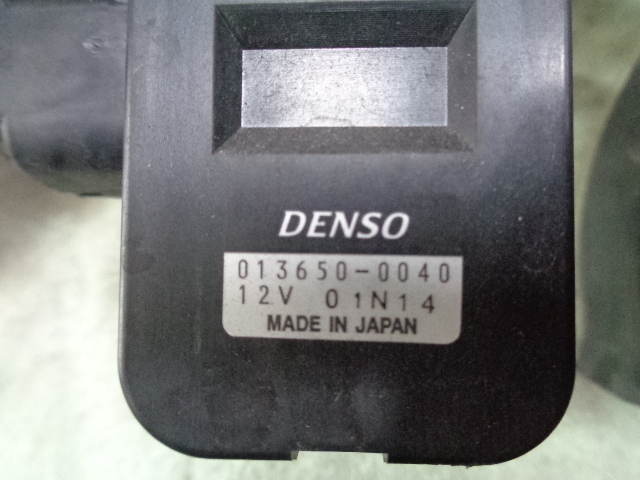 DENSO
013650-0040
12V 01N14
MADE IN JAPAN